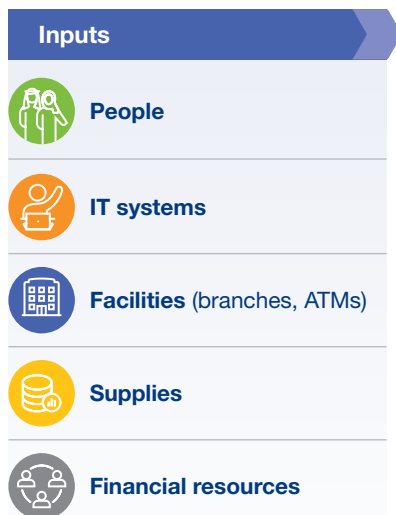 Inputs
People
IT systems
Facilities (branches, ATMs)
Supplies
Financial resources